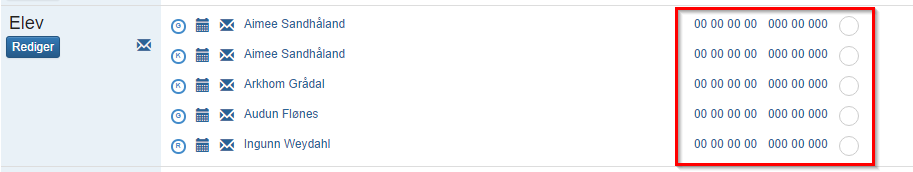 Elev
Rediger
G Aimee Sandhåland 00 00 00 00 000 00 000
K Aimee Sandhåland 00 00 00 00 000 00 000
K Arkhom Grådal 00 00 00 00 000 00 000
G Audun Flønes 00 00 00 00 000 00 000
R Ingunn Weydahl 00 00 00 00 000 00 000